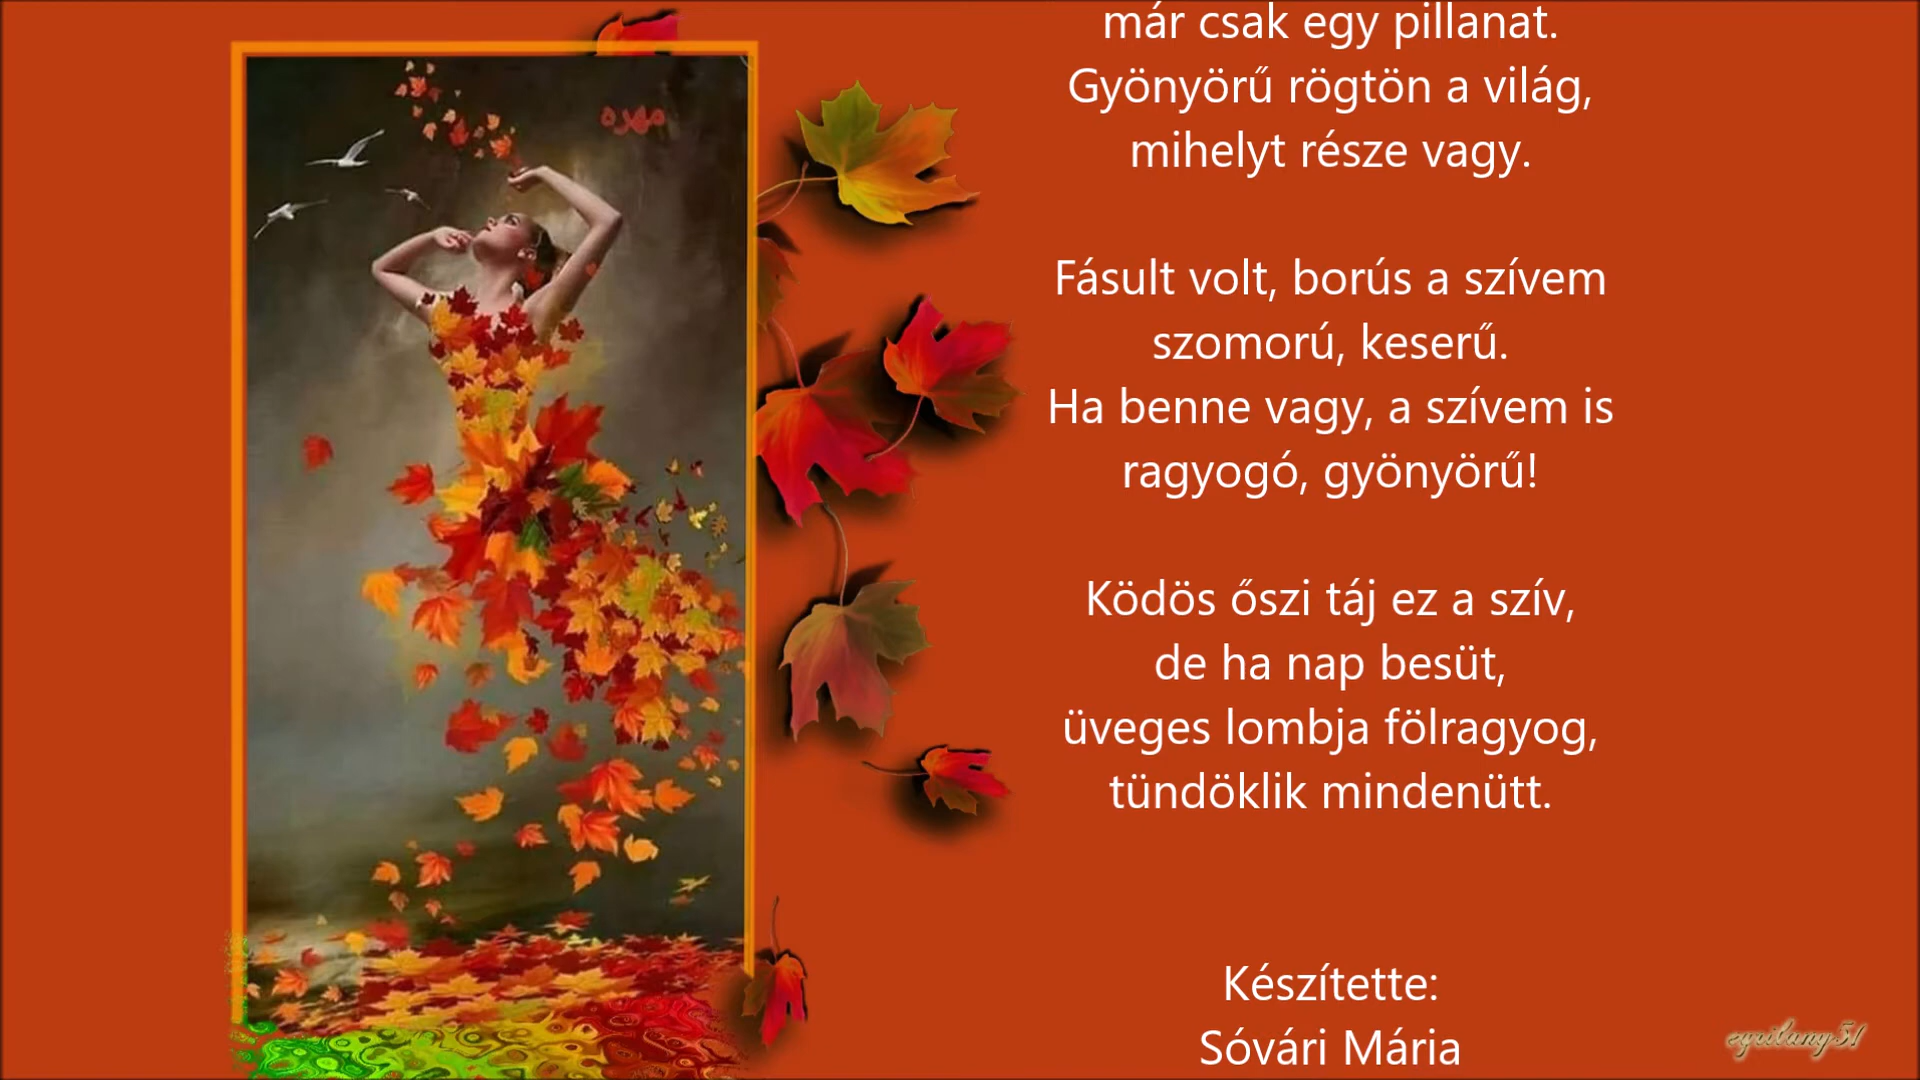 már csak egy pillanat.
Gyönyörű rögtön a világ,
mihelyt része vagy.
Fásult volt, borús a szívem
szomorú, keserű.
Ha benne vagy, a szívem is
ragyogó, gyönyörű!
Ködös őszi táj ez a szív,
de ha nap besüt,
üveges lombja fölragyog,
tündöklik mindenütt.
Készítette:
Sóvári Mária
مهره
egrilany51